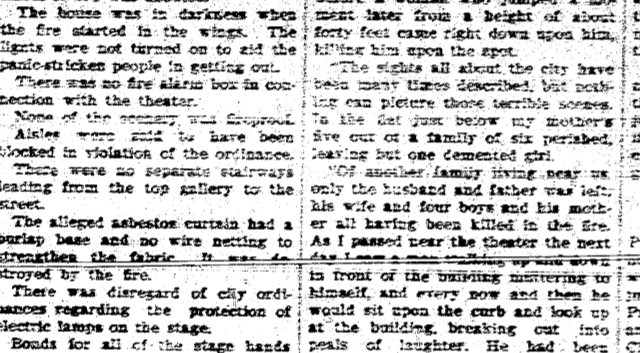 The house was in darkness when
the fire started in the wings. The
lights were not turned on to aid the
panic-stricken people in getting out.
There was no fire alarm box in con-
nection with the theater.
None of the scenery was fireproof.
Aisles were said to have been
blocked in violation of the ordinance.
There were no separate stairways
leading from the top gallery to the
street.
The alleged asbestos curtain had a
burlap base and no wire netting to
strengthen the fabric. It was de-
stroyed by the fire.
There was disregard of city ordi-
nances regarding the protection of
electric lamps on the stage.
Bonds for all of the stage hands
ment later from a height of about
forty feet came right down upon him,
killing him upon the spot.
"The sights all about the city have
been many times described, but noth-
ing can picture those terrible scenes.
In the flat just below my mother's
five out of a family of six perished,
leaving but one demented girl.
"Of another family living near us,
only the husband and father was left;
his wife and four boys and his moth-
er all having been killed in the fire.
As I passed near the theater the next
day I saw a man walking up and down
in front of the building muttering to
himself, and every now and then he
would sit upon the curb and look up
at the building, breaking out into
peals of laughter. He had been